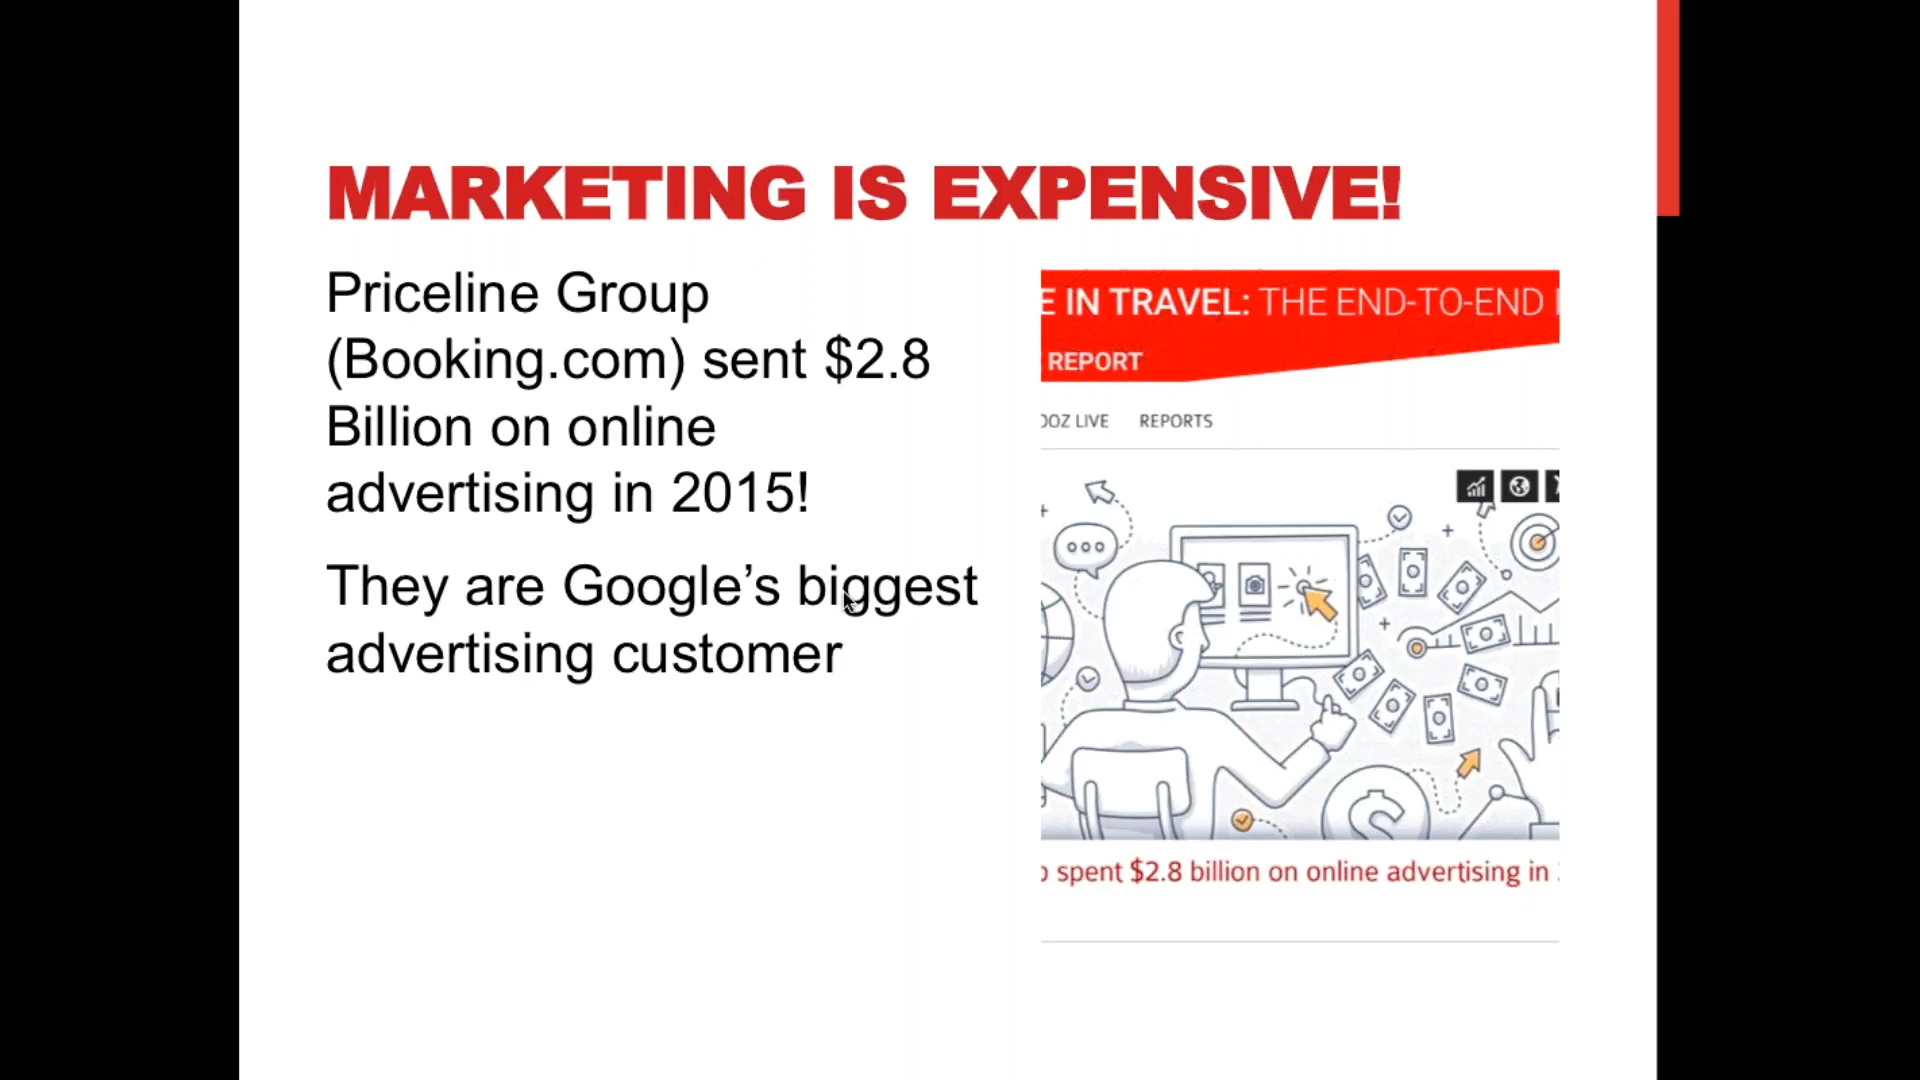 MARKETING IS EXPENSIVE!
Priceline Group
(Booking.com) sent $2.8
Billion on online
advertising in 2015!
They are Google’s biggest
advertising customer
E IN TRAVEL: THE END-TO-END
REPORT
OOZ LIVE REPORTS
spent $2.8 billion on online advertising in